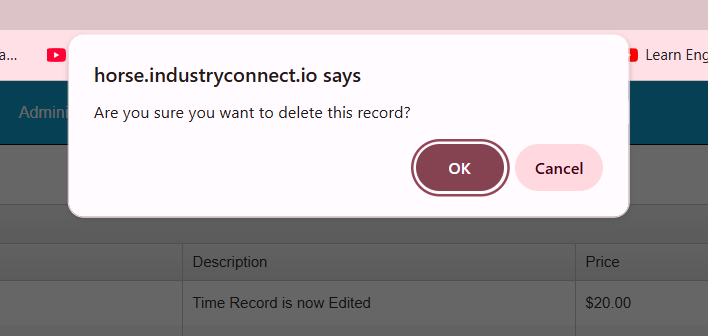 a...
Learn Eng
horse.industryconnect.io says
Are you sure you want to delete this record?
Admini
OK
Cancel
Description
Price
Time Record is now Edited
$20.00